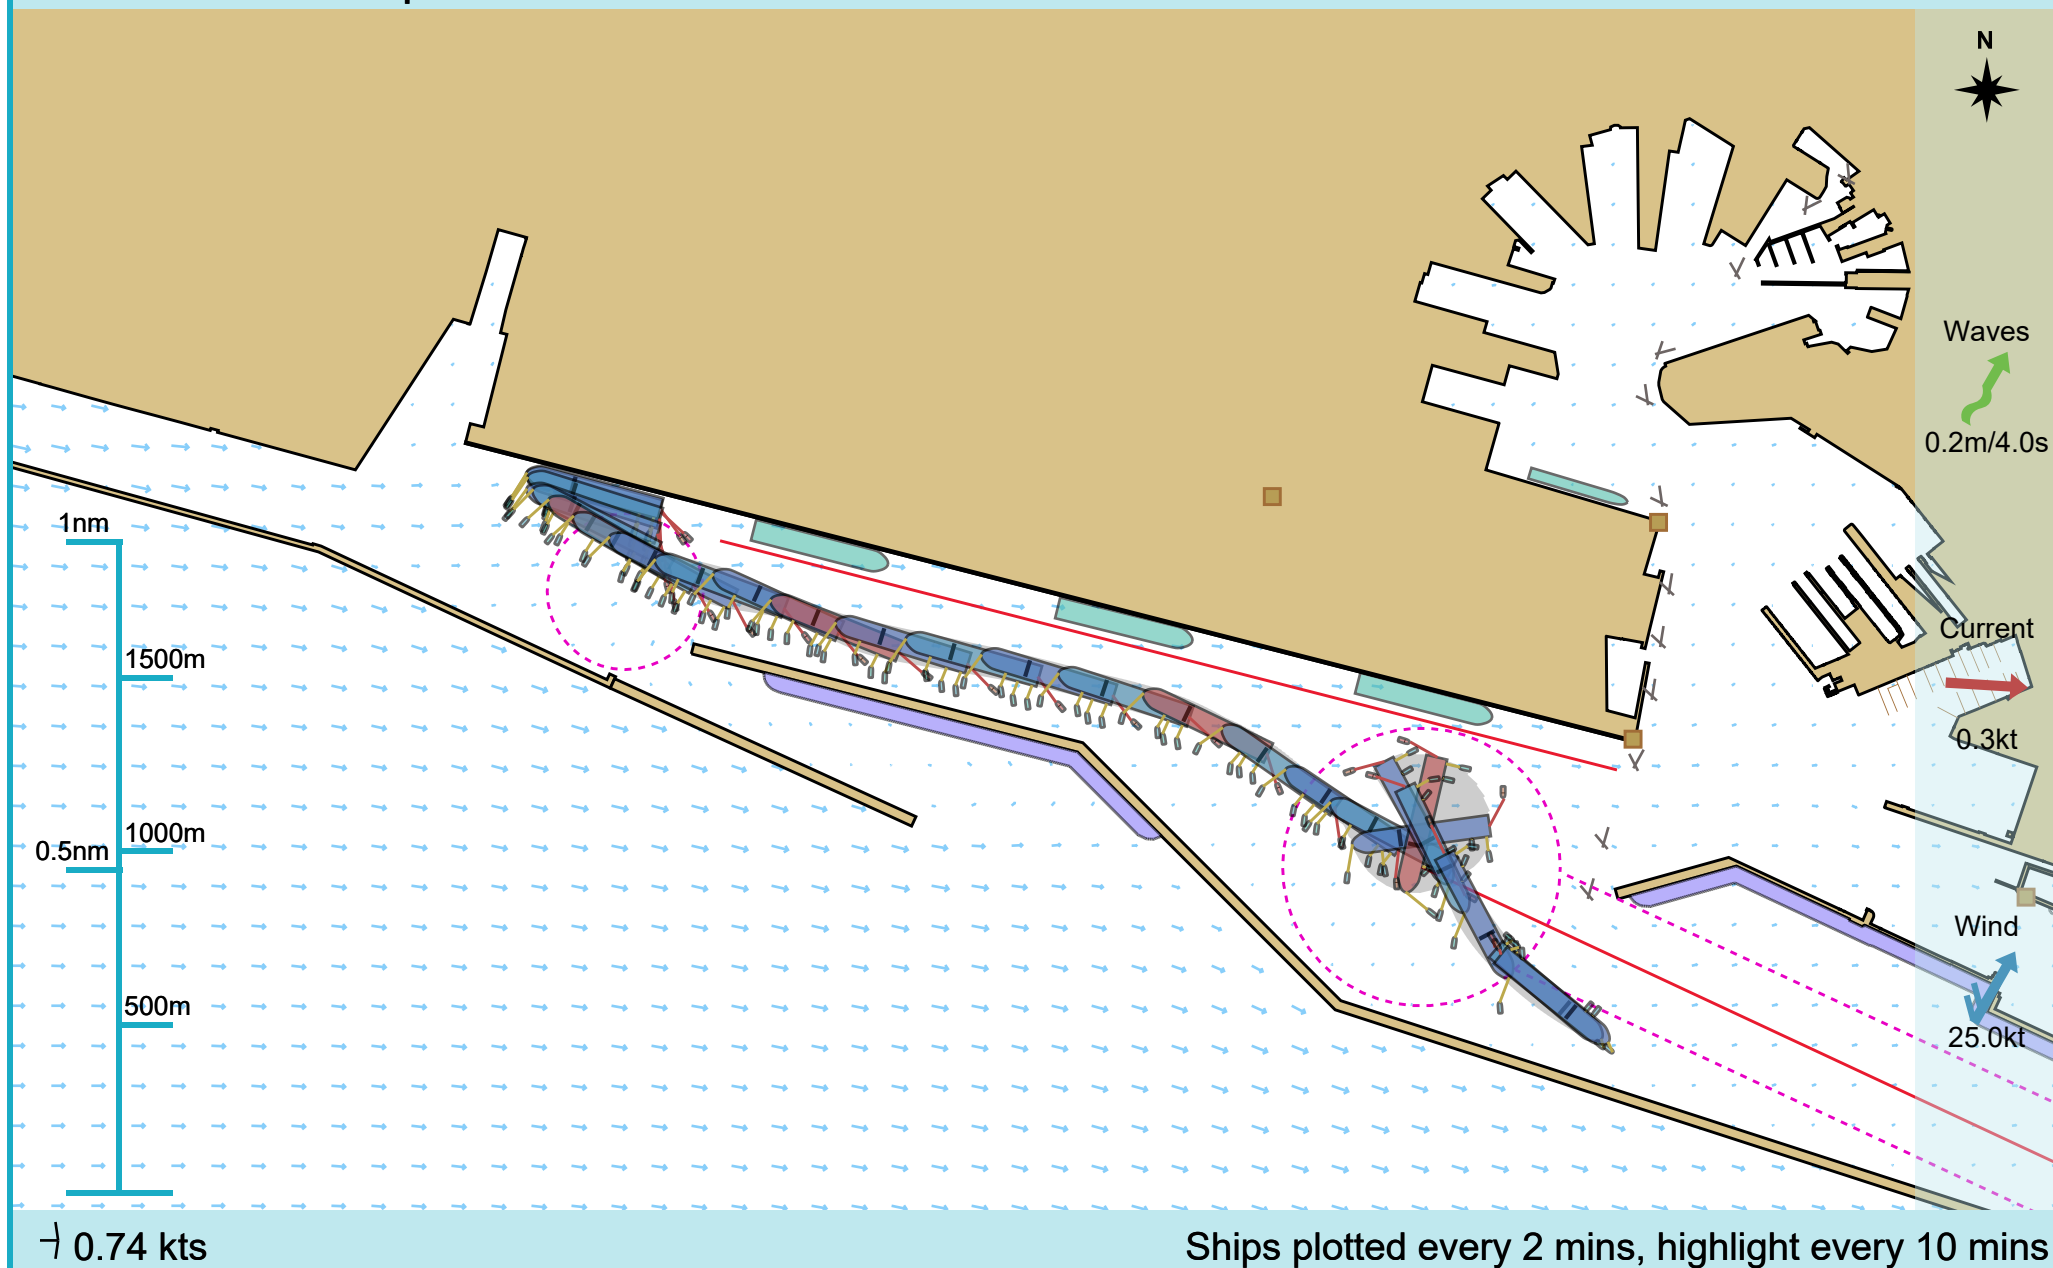 N
Waves
0.2m/4.0s
1nm
Current
1500m
0.3kt
1000m
0.5nm
Wind
500m
25.0kt
0.74 kts
Ships plotted every 2 mins, highlight every 10 mins